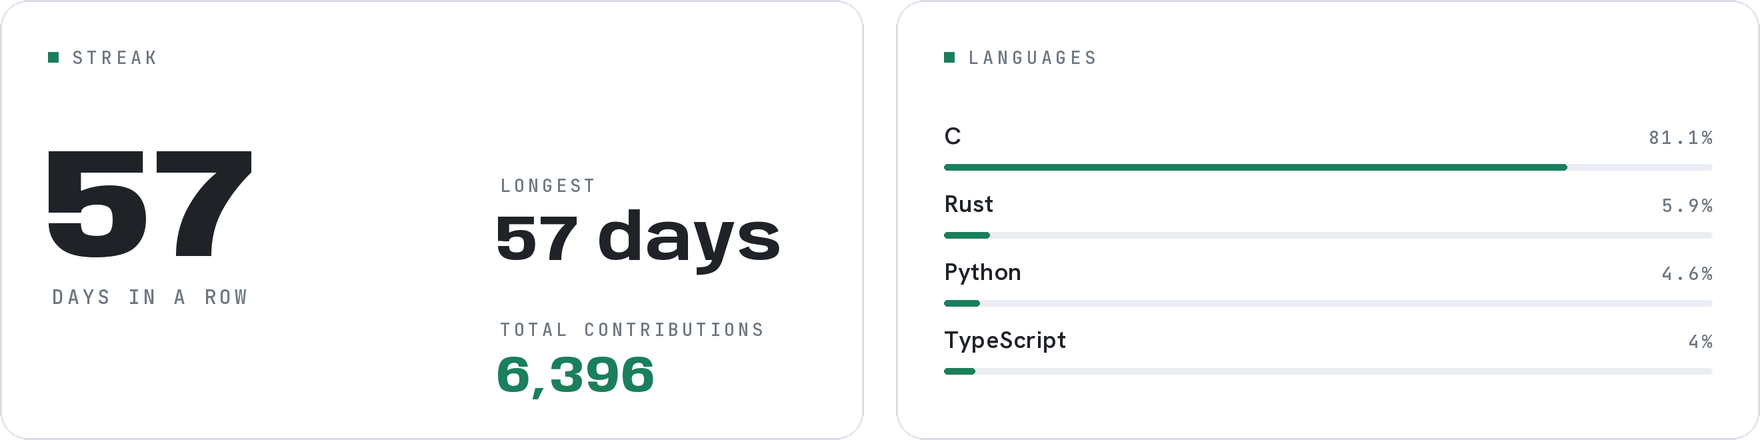 STREAK
57
DAYS IN A ROW
LONGEST
57 days
TOTAL CONTRIBUTIONS
6,396
LANGUAGES
C 81.1%
Rust 5.9%
Python 4.6%
TypeScript 4%